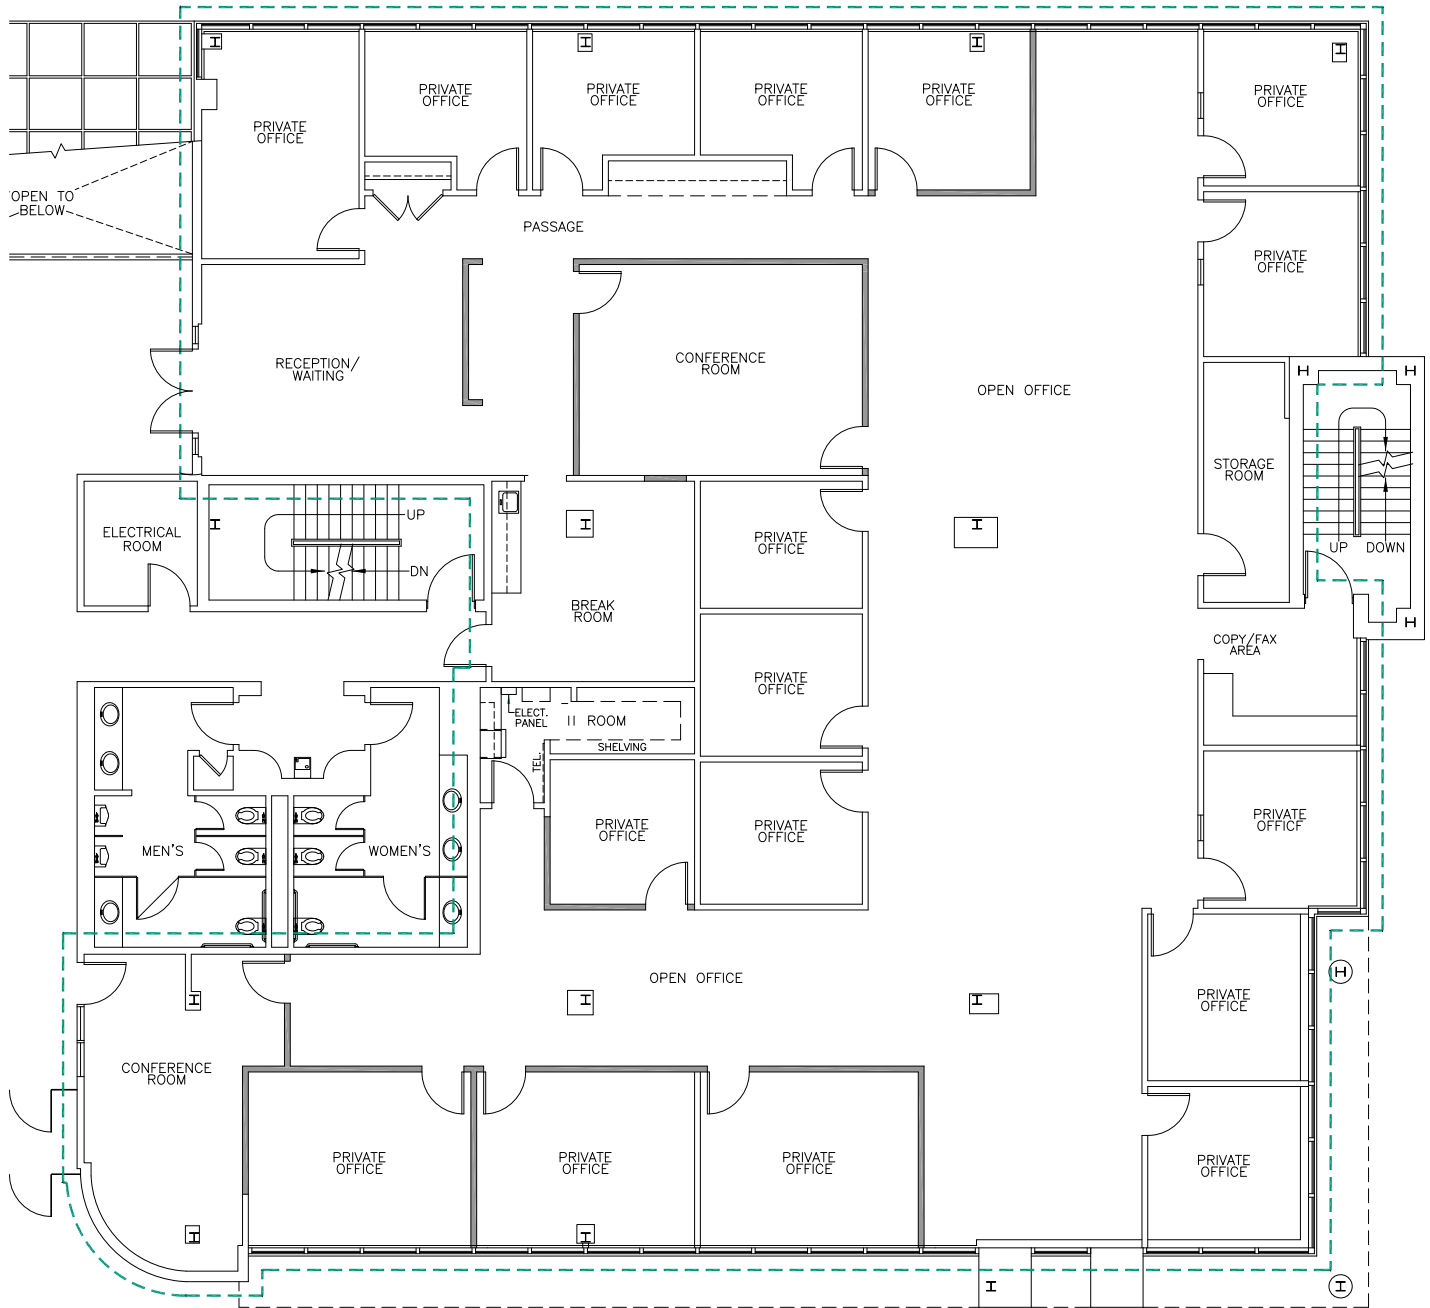 PRIVATE
OFFICE
PRIVATE
OFFICE
PRIVATE
OFFICE
PRIVATE
OFFICE
PRIVATE
OFFICE
PRIVATE
OFFICE
OPEN TO
BELOW
PASSAGE
PRIVATE
OFFICE
RECEPTION/
WAITING
CONFERENCE
ROOM
OPEN OFFICE
STORAGE
ROOM
ELECTRICAL
ROOM
UP
DN
PRIVATE
OFFICE
UP DOWN
BREAK
ROOM
COPY/FAX
AREA
PRIVATE
OFFICE
ELECT.
PANEL
ROOM
SHELVING
TEL.
MEN'S
WOMEN'S
PRIVATE
OFFICE
PRIVATE
OFFICE
PRIVATE
OFFICE
OPEN OFFICE
PRIVATE
OFFICE
CONFERENCE
ROOM
PRIVATE
OFFICE
PRIVATE
OFFICE
PRIVATE
OFFICE
PRIVATE
OFFICE